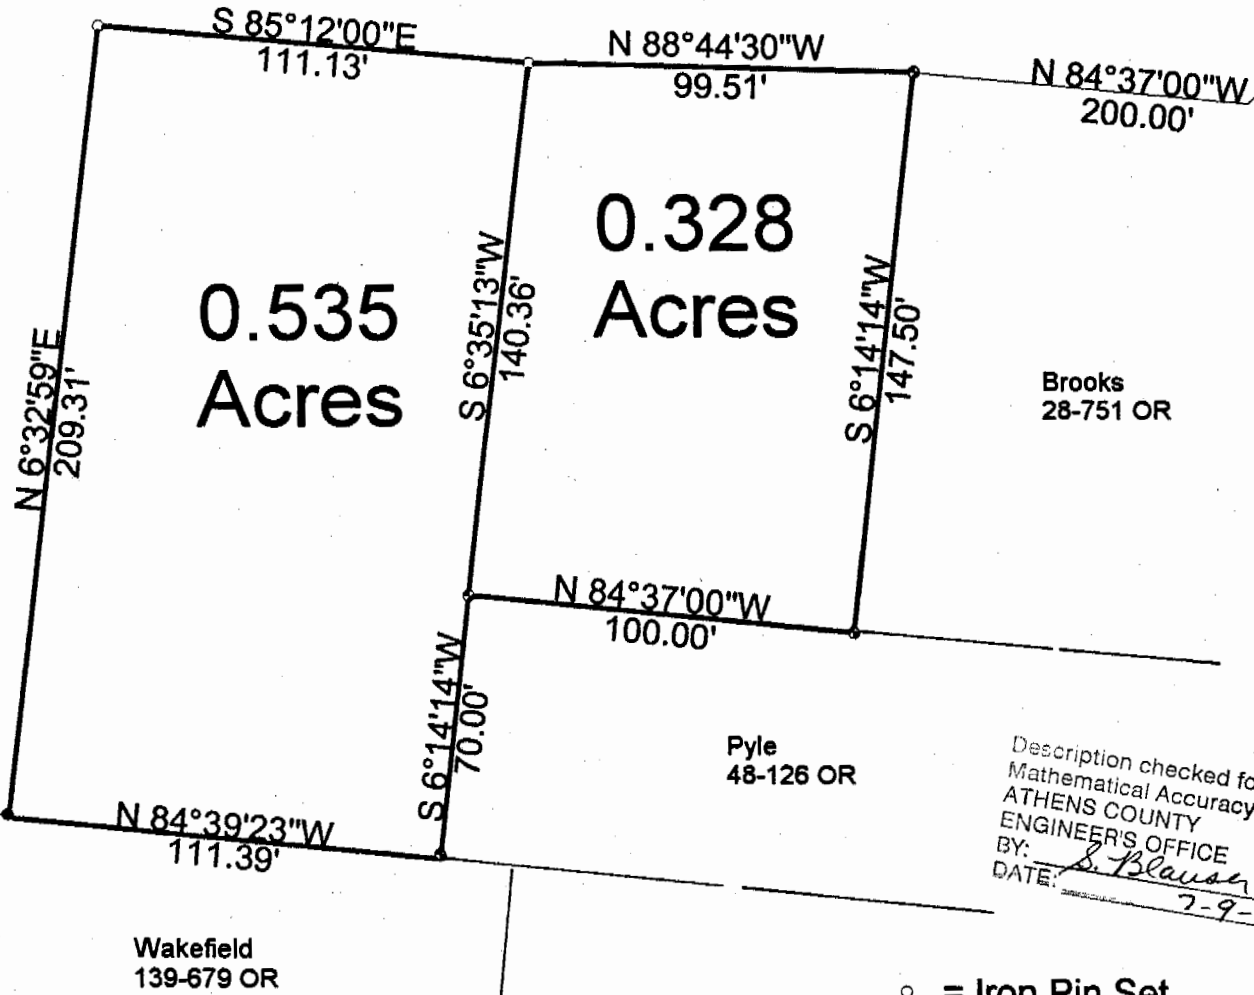 S 85°12'00"E
111.13'
N 88°44'30"W
99.51'
N 84°37'00"W
200.00'
0.328
Acres
0.535
Acres
N 6°32'59"E
209.31'
S 6°35'13"W
140.36'
S 6°14'14"W
147.50'
Brooks
28-751 OR
N 84°37'00"W
100.00'
S 6°14'14"W
70.00'
Pyle
48-126 OR
N 84°39'23"W
111.39'
Description checked fo
Mathematical Accuracy
ATHENS COUNTY
ENGINEER'S OFFICE
BY: S. Blauser
DATE: 7-9-
Wakefield
139-679 OR
= Iron Pin Set